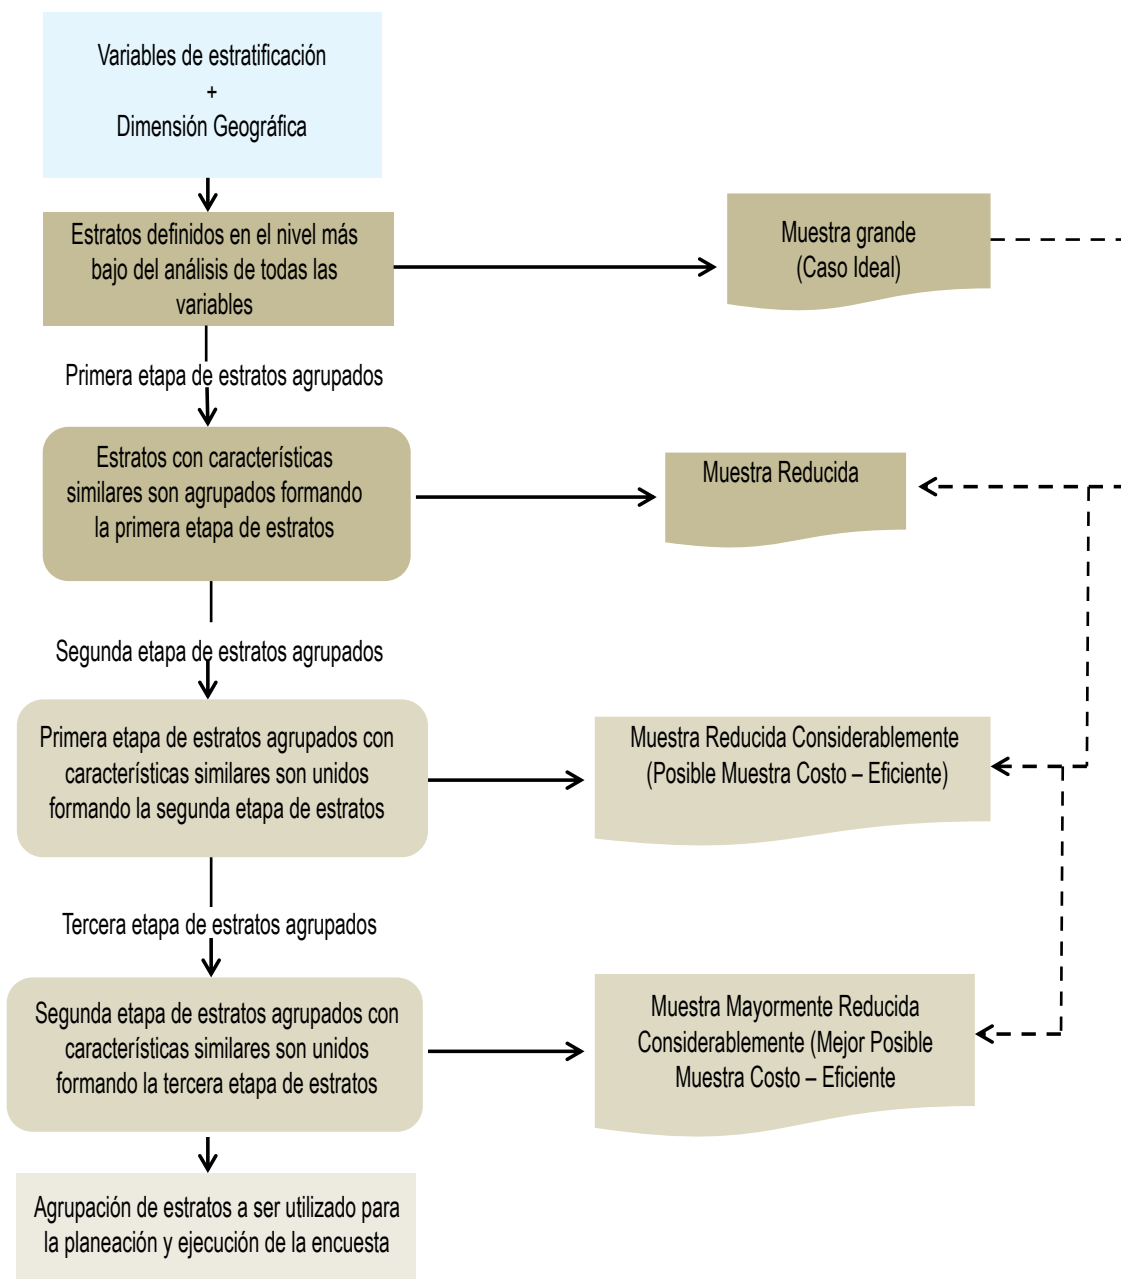 Variables de estratificación
+
Dimensión Geográfica
Estratos definidos en el nivel más
bajo del análisis de todas las
variables
Muestra grande
(Caso Ideal)
Primera etapa de estratos agrupados
Estratos con características
similares son agrupados formando
la primera etapa de estratos
Muestra Reducida
Segunda etapa de estratos agrupados
Primera etapa de estratos agrupados con
características similares son unidos
formando la segunda etapa de estratos
Muestra Reducida Considerablemente
(Posible Muestra Costo – Eficiente)
Tercera etapa de estratos agrupados
Segunda etapa de estratos agrupados con
características similares son unidos
formando la tercera etapa de estratos
Muestra Mayormente Reducida
Considerablemente (Mejor Posible
Muestra Costo – Eficiente
Agrupación de estratos a ser utilizado para
la planeación y ejecución de la encuesta